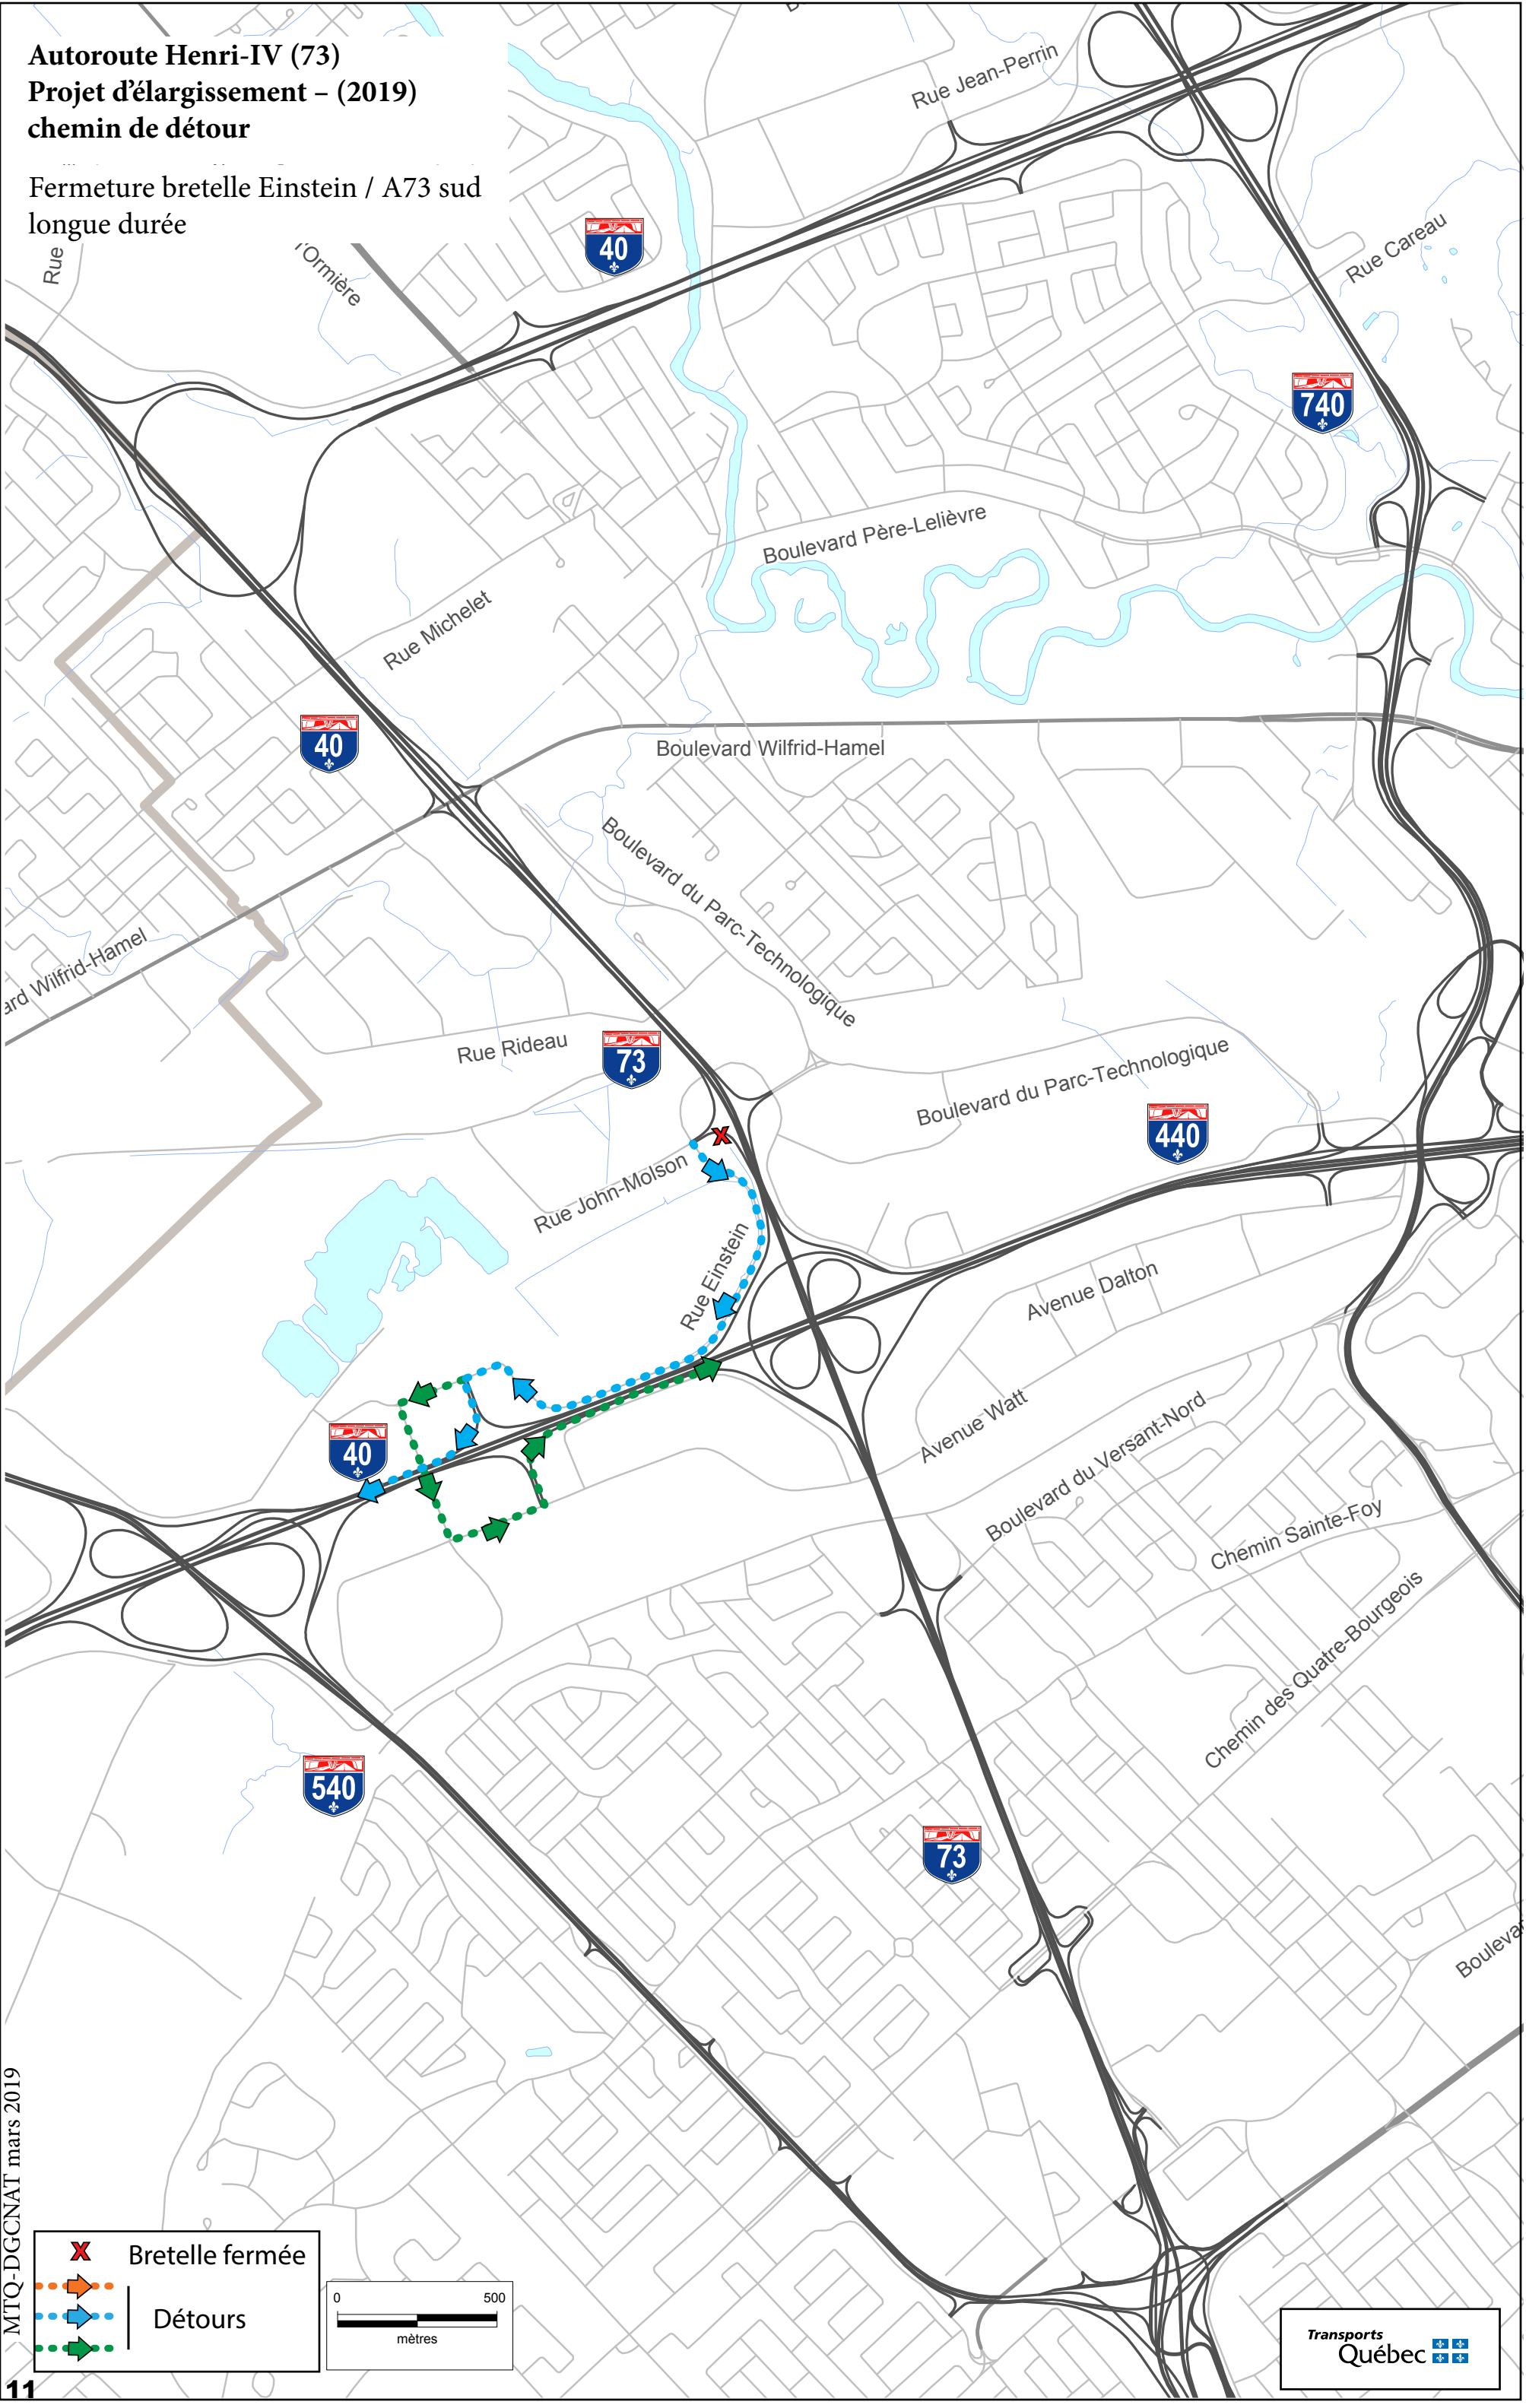 Autoroute Henri-IV (73)
Projet d’élargissement – (2019)
chemin de détour
Fermeture bretelle Einstein / A73 sud
longue durée
Rue Jean-Perrin
40
Rue
l'Ormière
Rue Careau
740
Boulevard Père-Lelièvre
Rue Michelet
40
Boulevard Wilfrid-Hamel
Boulevard du Parc-Technologique
ard Wilfrid-Hamel
Rue Rideau
73
Boulevard du Parc-Technologique
440
Rue John-Molson
Rue Einstein
Avenue Dalton
Avenue Watt
40
Boulevard du Versant-Nord
Chemin Sainte-Foy
Chemin des Quatre-Bourgeois
540
73
Bouleva
MTQ-DGCNAT mars 2019
X Bretelle fermée
Détours
0 500
mètres
Transports
Québec
11